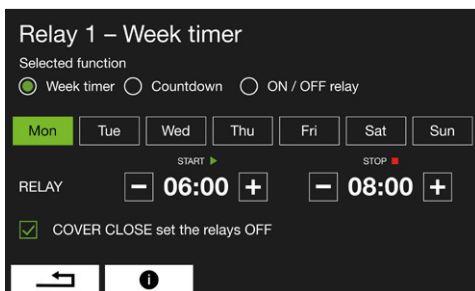 Relay 1 – Week timer
Selected function
Week timer Countdown ON / OFF relay
Mon Tue Wed Thu Fri Sat Sun
START STOP
RELAY − 06:00 + − 08:00 +
COVER CLOSE set the relays OFF
i